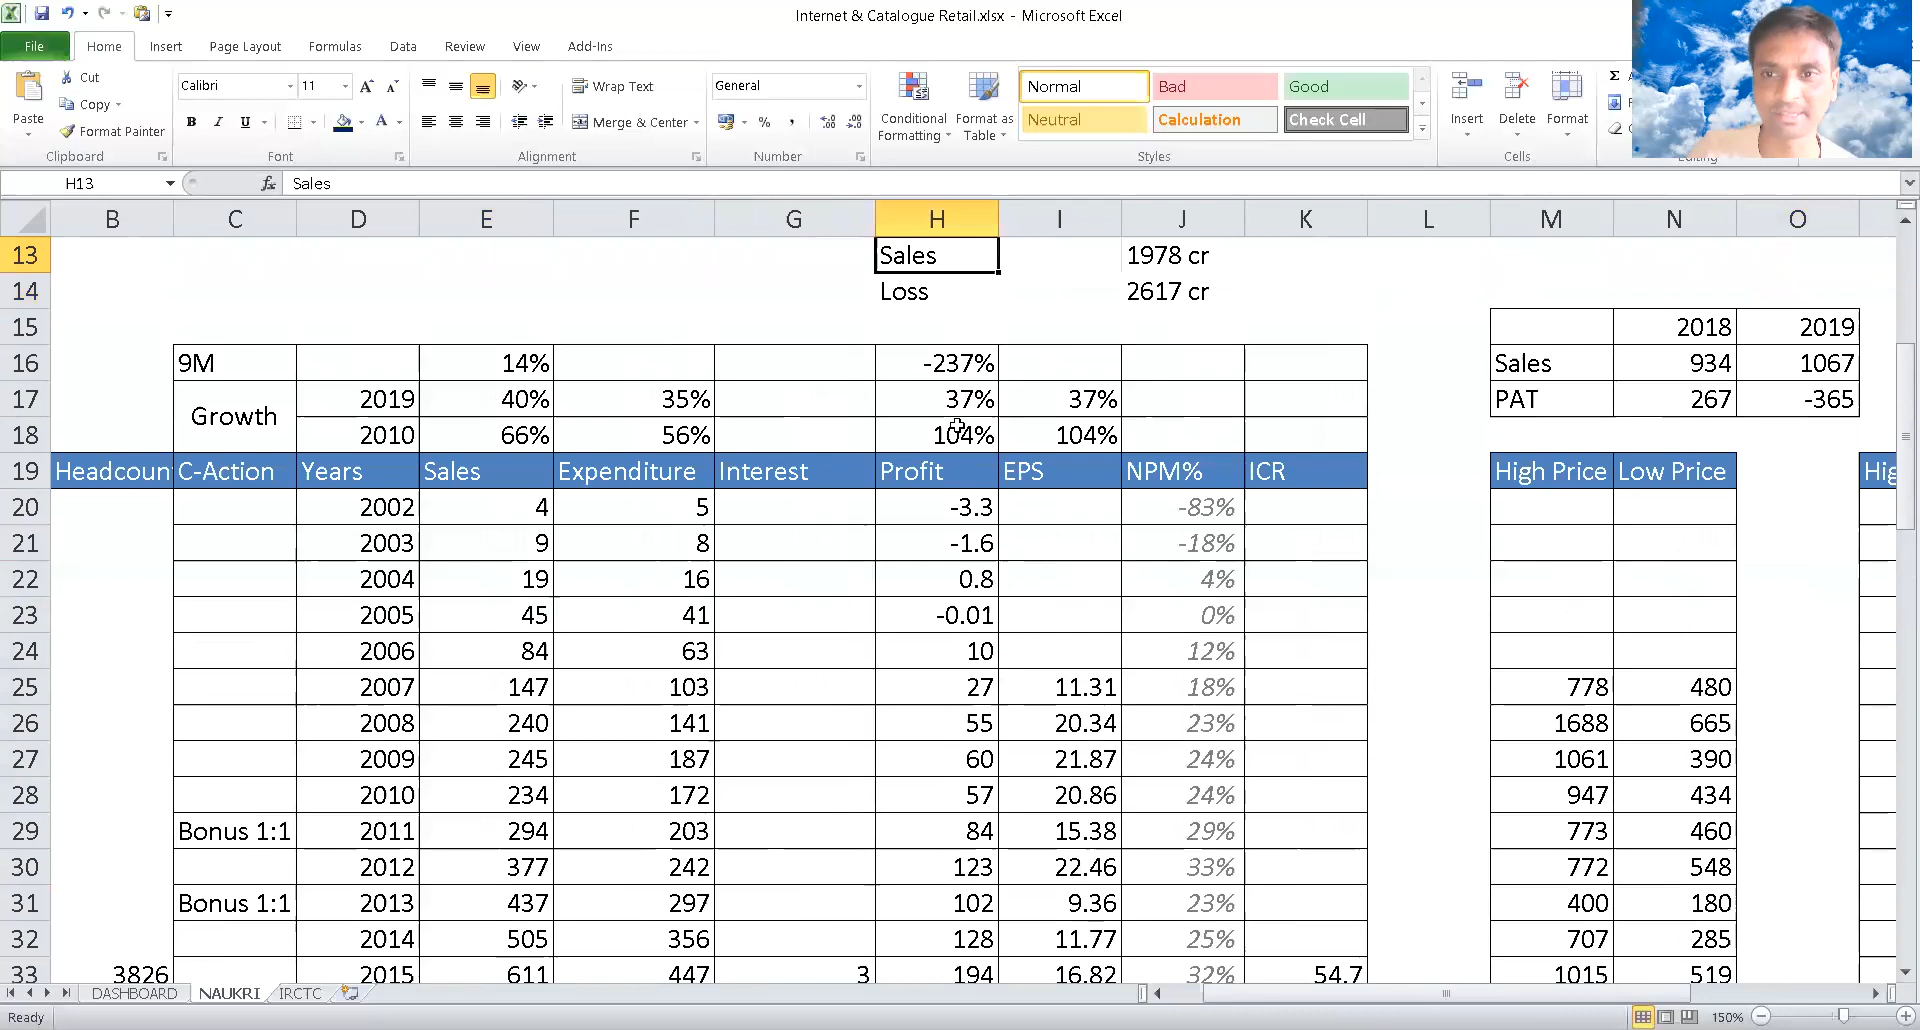 Internet & Catalogue Retail.xlsx - Microsoft Excel
File Home Insert Page Layout Formulas Data Review View Add-Ins
Paste Cut Calibri 11 Wrap Text General Conditional Formatting Format as Table Normal Bad Good Insert Delete Format
Copy B I U Merge & Center Neutral Calculation Check Cell
Format Painter
Clipboard Font Alignment Number Styles Cells
H13 fx Sales
B C D E F G H I J K L M N O
13 Sales 1978 cr
14 Loss 2617 cr
15 2018 2019
16 9M 14% -237% Sales 934 1067
17 Growth 2019 40% 35% 37% 37% PAT 267 -365
18 2010 66% 56% 104% 104%
19 Headcoun C-Action Years Sales Expenditure Interest Profit EPS NPM% ICR High Price Low Price Hig
20 2002 4 5 -3.3 -83%
21 2003 9 8 -1.6 -18%
22 2004 19 16 0.8 4%
23 2005 45 41 -0.01 0%
24 2006 84 63 10 12%
25 2007 147 103 27 11.31 18% 778 480
26 2008 240 141 55 20.34 23% 1688 665
27 2009 245 187 60 21.87 24% 1061 390
28 2010 234 172 57 20.86 24% 947 434
29 Bonus 1:1 2011 294 203 84 15.38 29% 773 460
30 2012 377 242 123 22.46 33% 772 548
31 Bonus 1:1 2013 437 297 102 9.36 23% 400 180
32 2014 505 356 128 11.77 25% 707 285
33 3826 2015 611 447 3 194 16.82 32% 54.7 1015 519
DASHBOARD NAUKRI IRCTC
Ready 150%